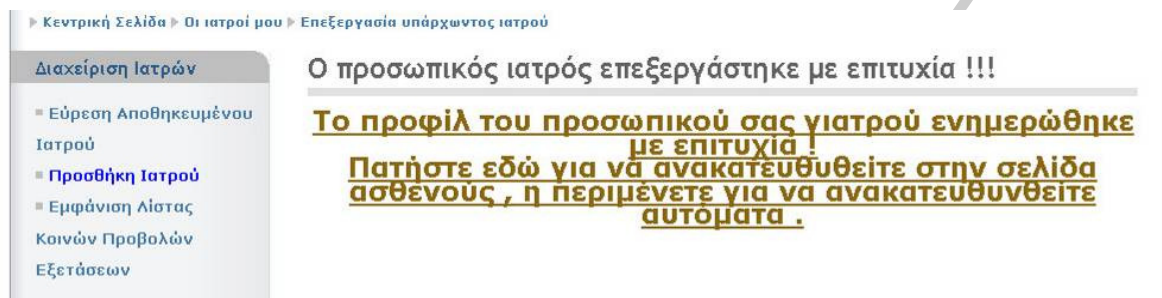 Κεντρική Σελίδα Οι ιατροί μου Επεξεργασία υπάρχωντος ιατρού
Διαχείριση Ιατρών
Εύρεση Αποθηκευμένου
Ιατρού
Προσθήκη Ιατρού
Εμφάνιση Λίστας
Κοινών Προβολών
Εξετάσεων
Ο προσωπικός ιατρός επεξεργάστηκε με επιτυχία !!!
Το προφίλ του προσωπικού σας γιατρού ενημερώθηκε
με επιτυχία !
Πατήστε εδώ για να ανακατευθυθείτε στην σελίδα
ασθενούς , η περιμένετε για να ανακατευθυνθείτε
αυτόματα .